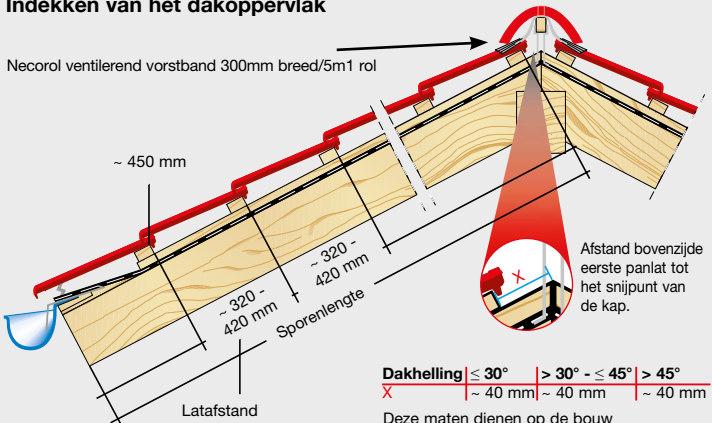 Indekken van het dakoppervlak
Necorol ventilerend vorstband 300mm breed/5m1 rol
~ 450 mm
~ 320 -
420 mm
~ 320 -
420 mm
Sporenlengte
Latafstand
X
Afstand bovenzijde
eerste panlat tot
het snijpunt van
de kap.
Dakhelling ≤ 30° > 30° - ≤ 45° > 45°
X ~ 40 mm ~ 40 mm ~ 40 mm
Deze maten dienen op de bouw